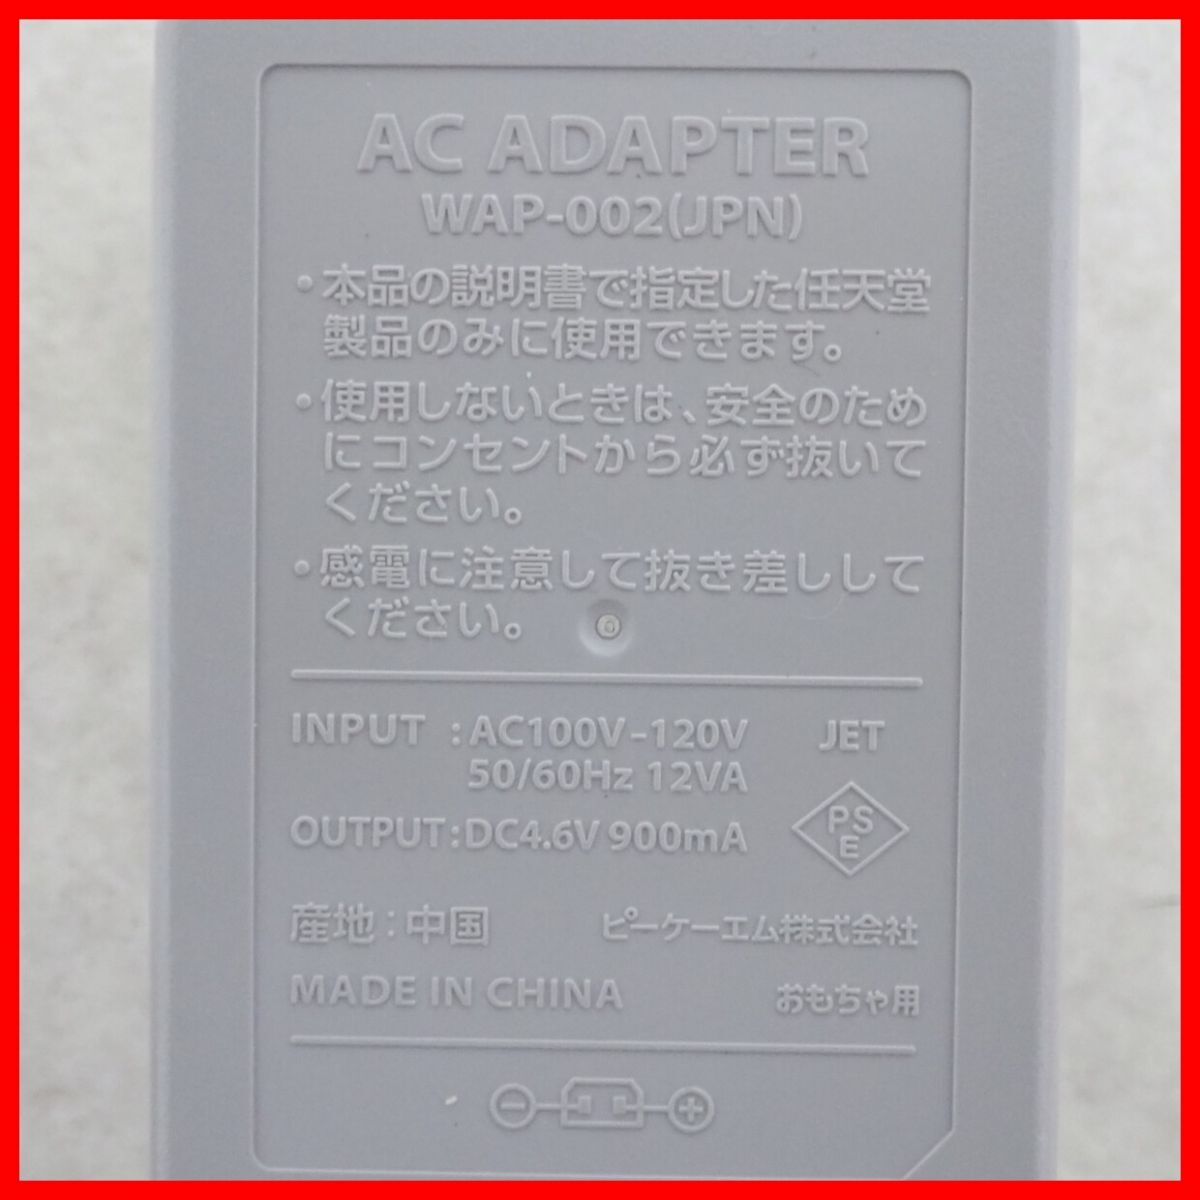 AC ADAPTER
WAP-002(JPN)
・本品の説明書で指定した任天堂
製品のみに使用できます。
・使用しないときは、安全のため
にコンセントから必ず抜いて
ください。
・感電に注意して抜き差しして
ください。
INPUT : AC100V-120V JET
50/60Hz 12VA
PS
E
OUTPUT : DC4.6V 900mA
産地 : 中国 ピーケーエム株式会社
MADE IN CHINA おもちゃ用